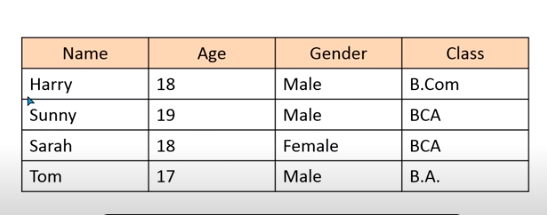 Name Age Gender Class
Harry 18 Male B.Com
Sunny 19 Male BCA
Sarah 18 Female BCA
Tom 17 Male B.A.